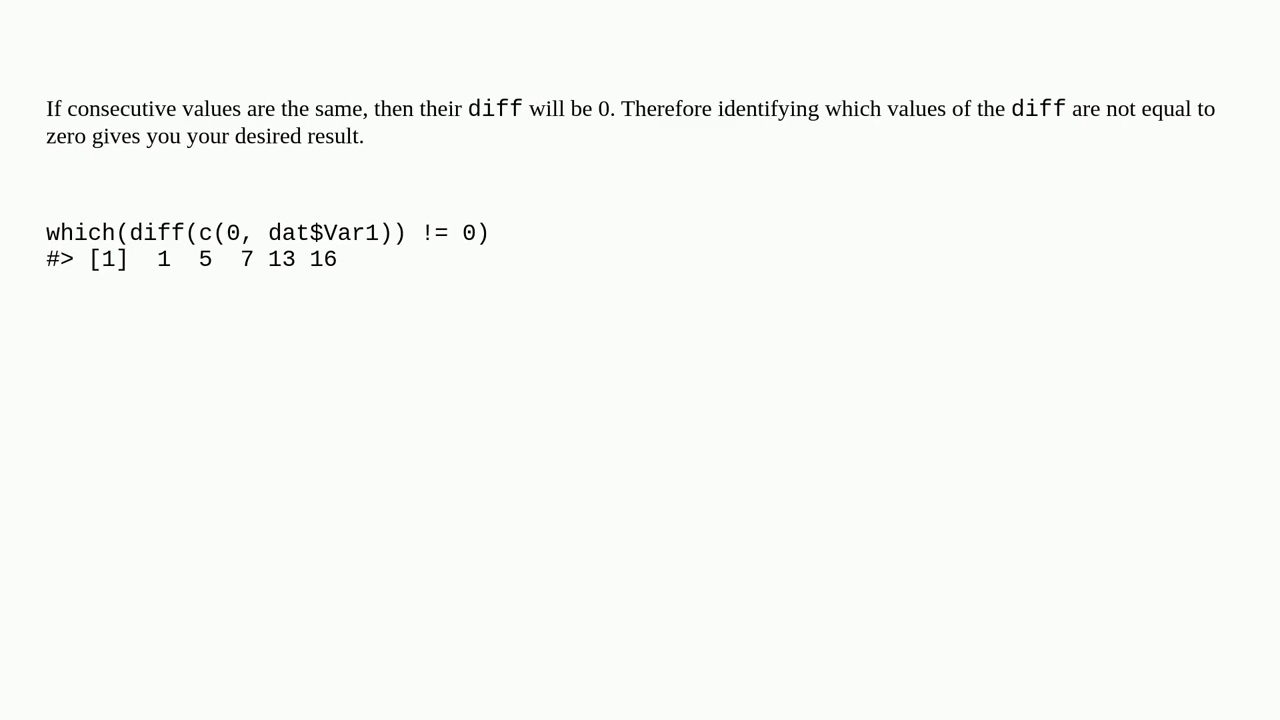 If consecutive values are the same, then their diff will be 0. Therefore identifying which values of the diff are not equal to
zero gives you your desired result.
which(diff(c(0, dat$Var1)) != 0)
#> [1]  1  5  7 13 16